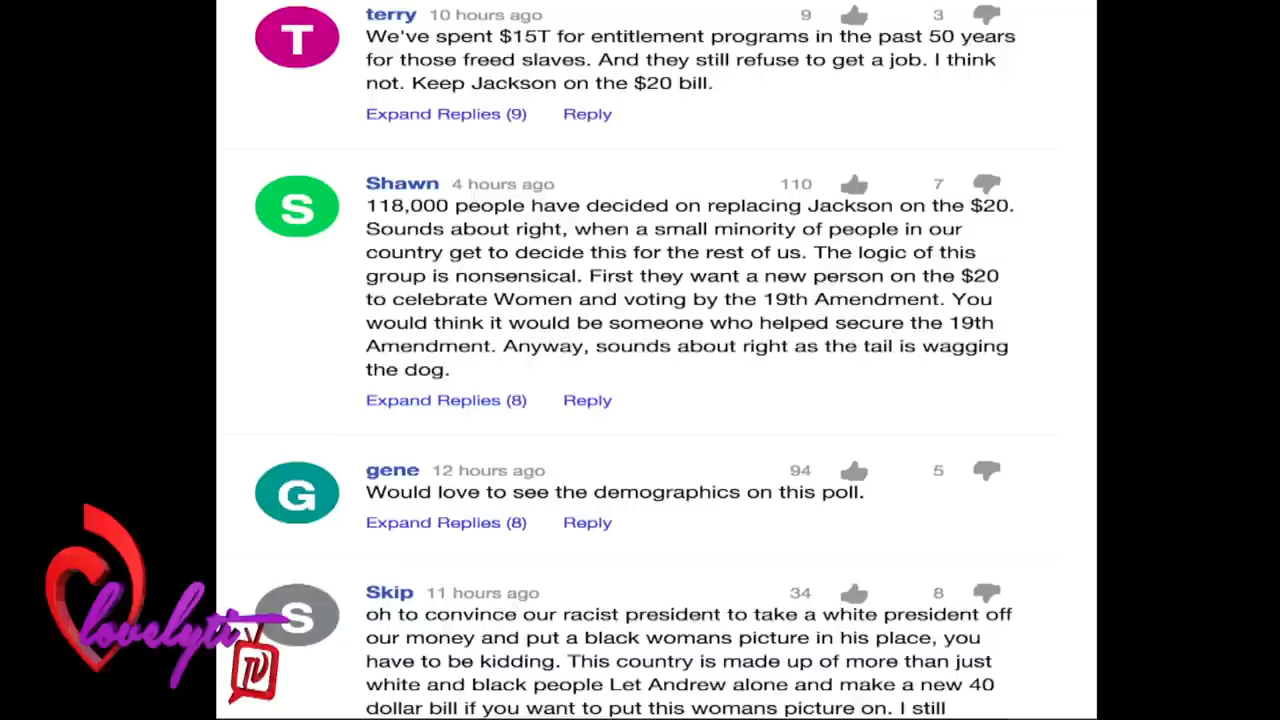 T
terry 10 hours ago 9 3
We've spent $15T for entitlement programs in the past 50 years
for those freed slaves. And they still refuse to get a job. I think
not. Keep Jackson on the $20 bill.
Expand Replies (9) Reply
S
Shawn 4 hours ago 110 7
118,000 people have decided on replacing Jackson on the $20.
Sounds about right, when a small minority of people in our
country get to decide this for the rest of us. The logic of this
group is nonsensical. First they want a new person on the $20
to celebrate Women and voting by the 19th Amendment. You
would think it would be someone who helped secure the 19th
Amendment. Anyway, sounds about right as the tail is wagging
the dog.
Expand Replies (8) Reply
G
gene 12 hours ago 94 5
Would love to see the demographics on this poll.
Expand Replies (8) Reply
S
Skip 11 hours ago 34 8
oh to convince our racist president to take a white president off
our money and put a black womans picture in his place, you
have to be kidding. This country is made up of more than just
white and black people Let Andrew alone and make a new 40
dollar bill if you want to put this womans picture on. I still
lovelyti
TV